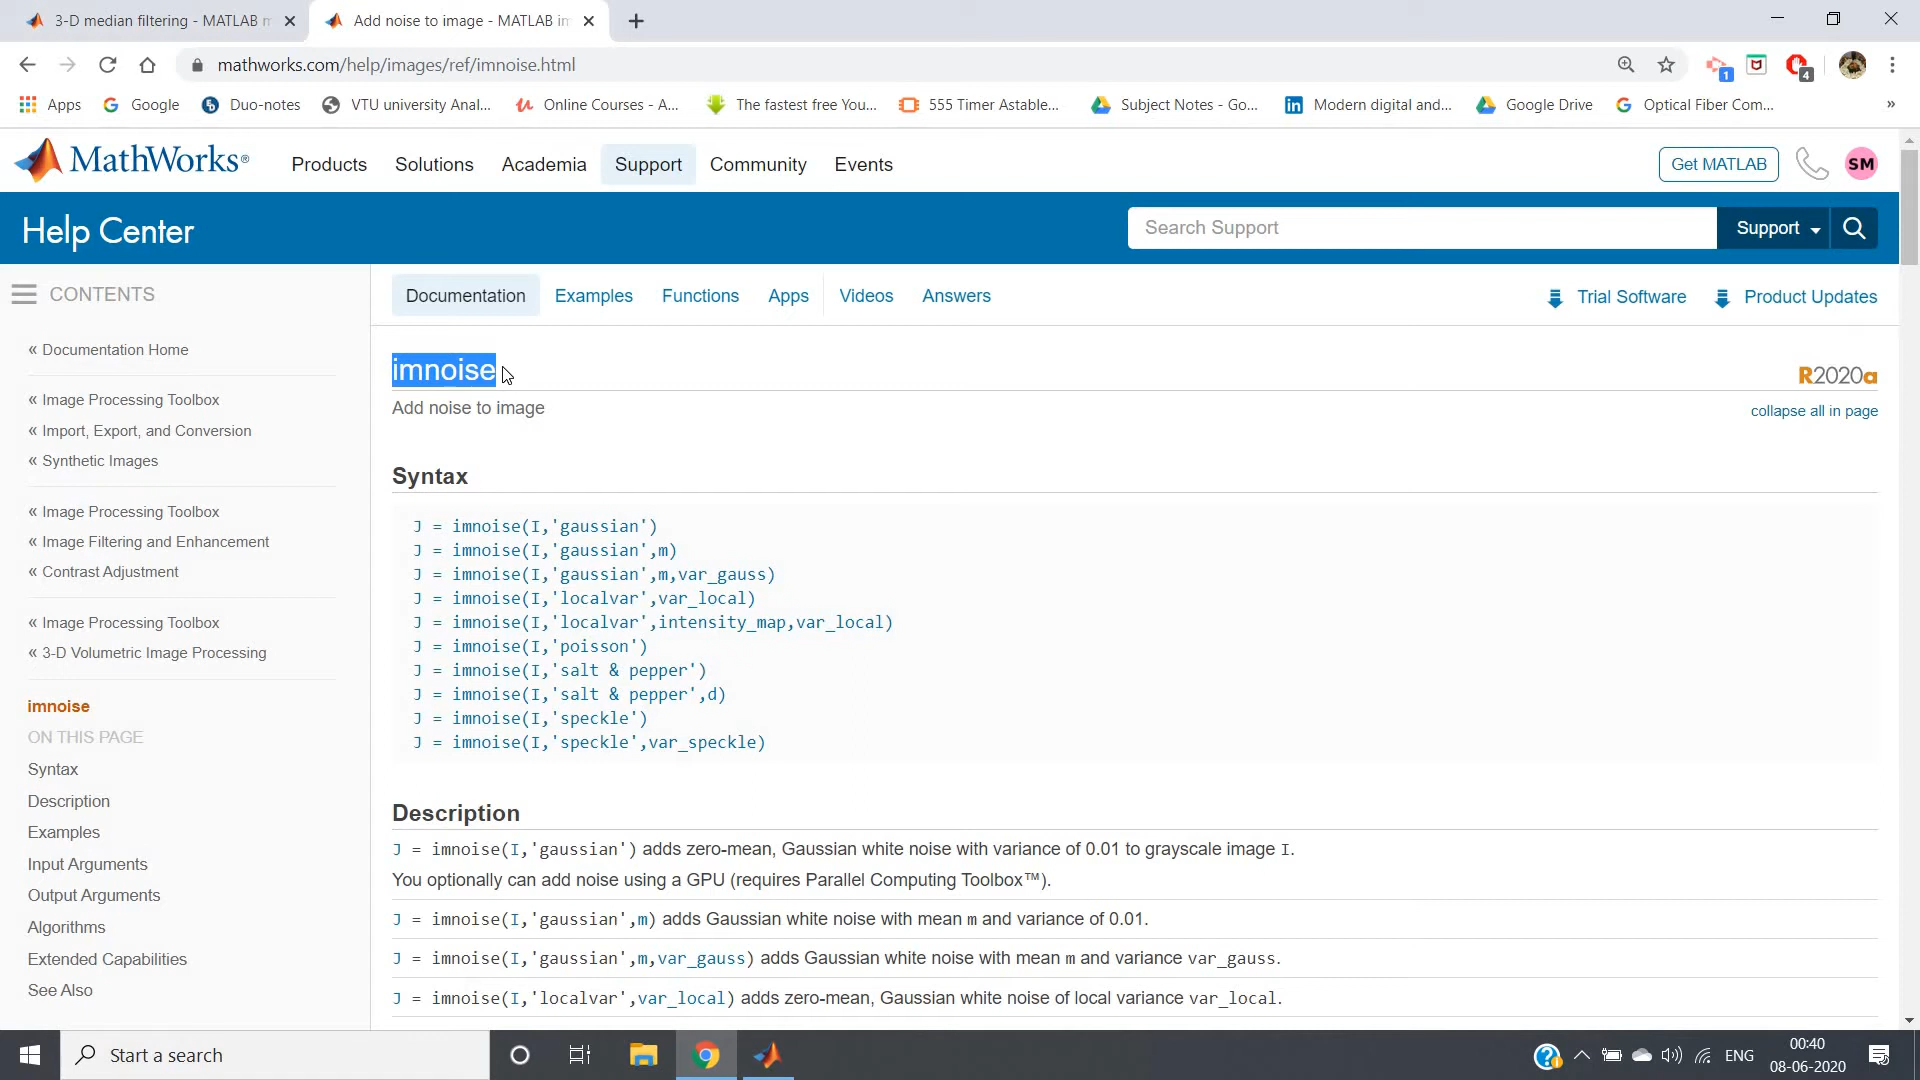 3-D median filtering - MATLAB m
Add noise to image - MATLAB im
mathworks.com/help/images/ref/imnoise.html
1
4
Apps
Google
Duo-notes
VTU university Anal...
Online Courses - A...
The fastest free You...
555 Timer Astable...
Subject Notes - Go...
Modern digital and...
Google Drive
Optical Fiber Com...
»
MathWorks®
Products
Solutions
Academia
Support
Community
Events
Get MATLAB
SM
Help Center
Search Support
Support
CONTENTS
Documentation
Examples
Functions
Apps
Videos
Answers
Trial Software
Product Updates
« Documentation Home
« Image Processing Toolbox
« Import, Export, and Conversion
« Synthetic Images
« Image Processing Toolbox
« Image Filtering and Enhancement
« Contrast Adjustment
« Image Processing Toolbox
« 3-D Volumetric Image Processing
imnoise
ON THIS PAGE
Syntax
Description
Examples
Input Arguments
Output Arguments
Algorithms
Extended Capabilities
See Also
imnoise
R2020a
Add noise to image
collapse all in page
Syntax
J = imnoise(I,'gaussian')
J = imnoise(I,'gaussian',m)
J = imnoise(I,'gaussian',m,var_gauss)
J = imnoise(I,'localvar',var_local)
J = imnoise(I,'localvar',intensity_map,var_local)
J = imnoise(I,'poisson')
J = imnoise(I,'salt & pepper')
J = imnoise(I,'salt & pepper',d)
J = imnoise(I,'speckle')
J = imnoise(I,'speckle',var_speckle)
Description
J = imnoise(I,'gaussian') adds zero-mean, Gaussian white noise with variance of 0.01 to grayscale image I.
You optionally can add noise using a GPU (requires Parallel Computing Toolbox™).
J = imnoise(I,'gaussian',m) adds Gaussian white noise with mean m and variance of 0.01.
J = imnoise(I,'gaussian',m,var_gauss) adds Gaussian white noise with mean m and variance var_gauss.
J = imnoise(I,'localvar',var_local) adds zero-mean, Gaussian white noise of local variance var_local.
Start a search
ENG
00:40
08-06-2020